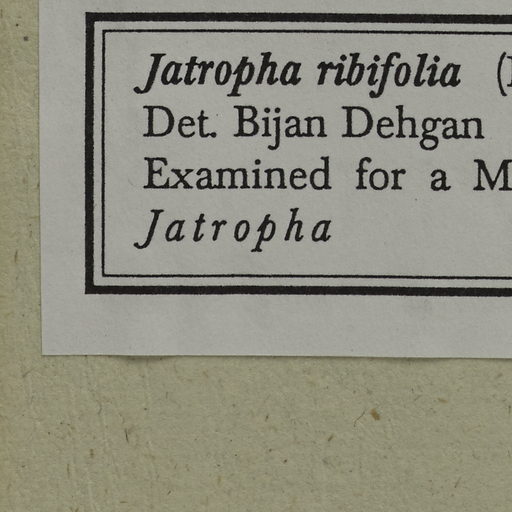 Jatropha ribifolia (
Det. Bijan Dehgan
Examined for a M
Jatropha